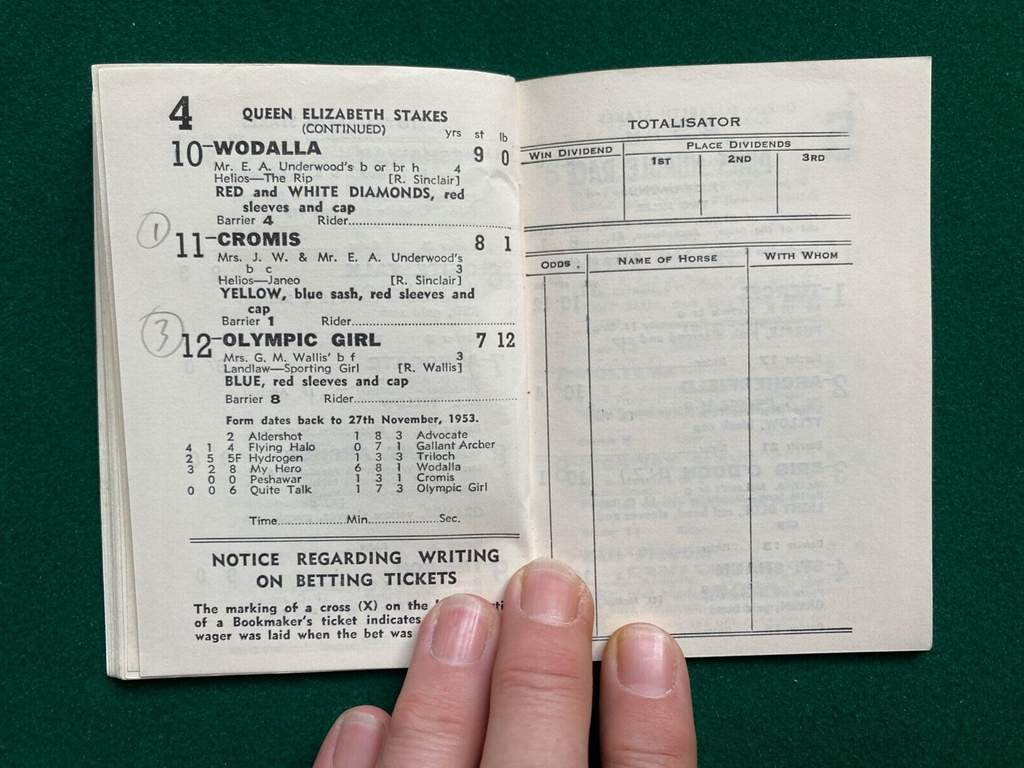 4 QUEEN ELIZABETH STAKES
(CONTINUED)
yrs st lb
10-WODALLA 9 0
Mr. E. A. Underwood's b or br h 4
Helios—The Rip [R. Sinclair]
RED and WHITE DIAMONDS, red
sleeves and cap
Barrier 4 Rider
1
11-CROMIS 8 1
Mrs. J. W. & Mr. E. A. Underwood's
b c 3
Helios—Janeo [R. Sinclair]
YELLOW, blue sash, red sleeves and
cap
Barrier 1 Rider
3
12-OLYMPIC GIRL 7 12
Mrs. G. M. Wallis' b f 3
Landlaw—Sporting Girl [R. Wallis]
BLUE, red sleeves and cap
Barrier 8 Rider
Form dates back to 27th November, 1953.
2 Aldershot 1 8 3 Advocate
4 1 4 Flying Halo 0 7 1 Gallant Archer
2 5 5F Hydrogen 1 3 3 Triloch
3 2 8 My Hero 6 8 1 Wodalla
0 0 Peshawar 1 3 1 Cromis
0 0 6 Quite Talk 1 7 3 Olympic Girl
Time..............Min..............Sec.
NOTICE REGARDING WRITING
ON BETTING TICKETS
The marking of a cross (X) on the
of a Bookmaker's ticket indicates
wager was laid when the bet was
TOTALISATOR
WIN DIVIDEND PLACE DIVIDENDS
1ST 2ND 3RD
ODDS. NAME OF HORSE WITH WHOM